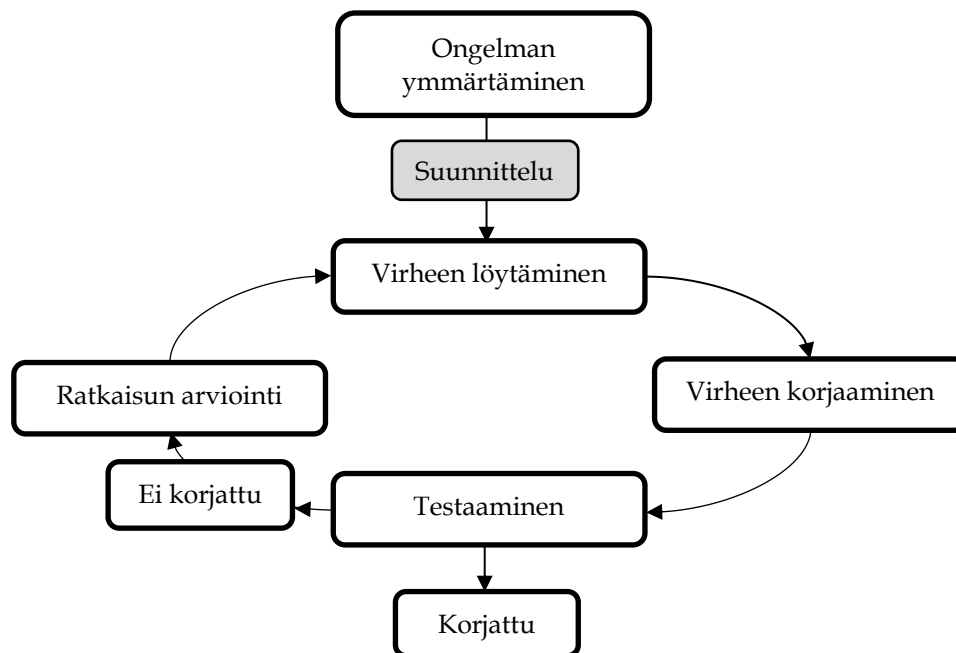 Ongelman
ymmärtäminen
Suunnittelu
Virheen löytäminen
Ratkaisun arviointi
Virheen korjaaminen
Ei korjattu
Testaaminen
Korjattu